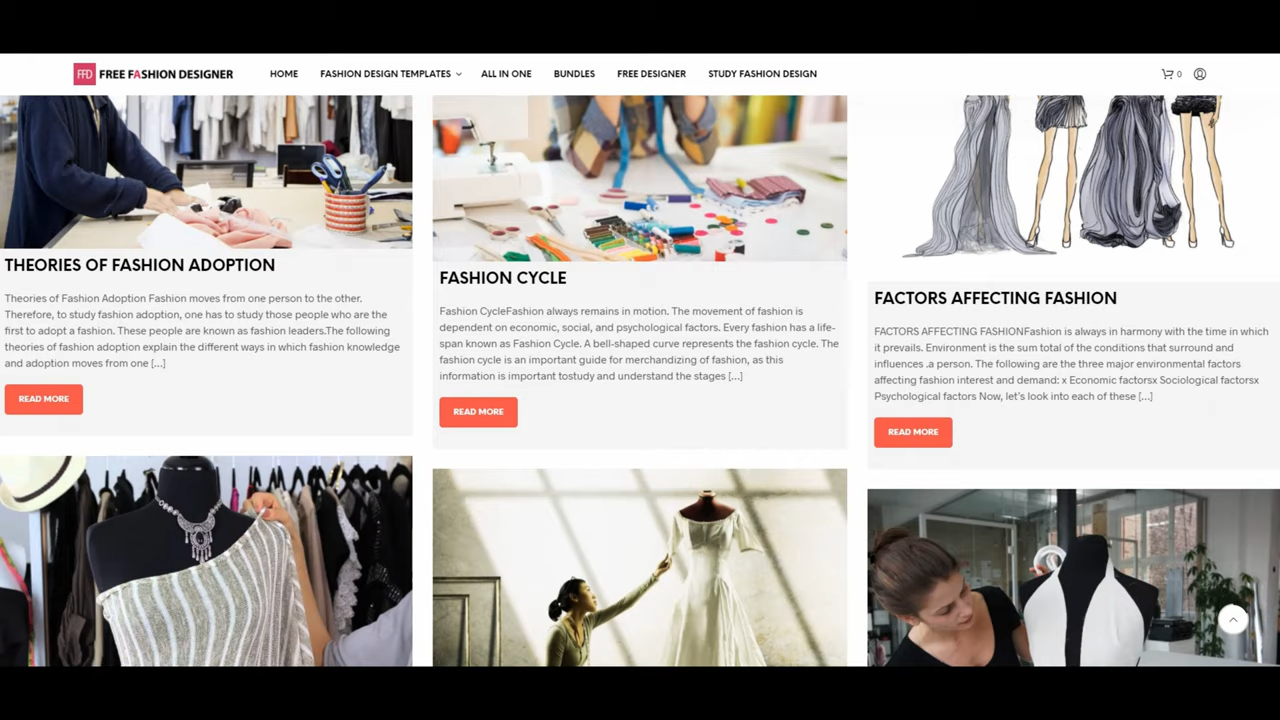 FFD FREE FASHION DESIGNER
HOME
FASHION DESIGN TEMPLATES
ALL IN ONE
BUNDLES
FREE DESIGNER
STUDY FASHION DESIGN
0
THEORIES OF FASHION ADOPTION
Theories of Fashion Adoption Fashion moves from one person to the other.
Therefore, to study fashion adoption, one has to study those people who are the
first to adopt a fashion. These people are known as fashion leaders.The following
theories of fashion adoption explain the different ways in which fashion knowledge
and adoption moves from one [...]
READ MORE
FASHION CYCLE
Fashion CycleFashion always remains in motion. The movement of fashion is
dependent on economic, social, and psychological factors. Every fashion has a life-
span known as Fashion Cycle. A bell-shaped curve represents the fashion cycle. The
fashion cycle is an important guide for merchandizing of fashion, as this
information is important tostudy and understand the stages [...]
READ MORE
FACTORS AFFECTING FASHION
FACTORS AFFECTING FASHIONFashion is always in harmony with the time in which
it prevails. Environment is the sum total of the conditions that surround and
influences .a person. The following are the three major environmental factors
affecting fashion interest and demand: x Economic factorsx Sociological factorsx
Psychological factors Now, let's look into each of these [...]
READ MORE